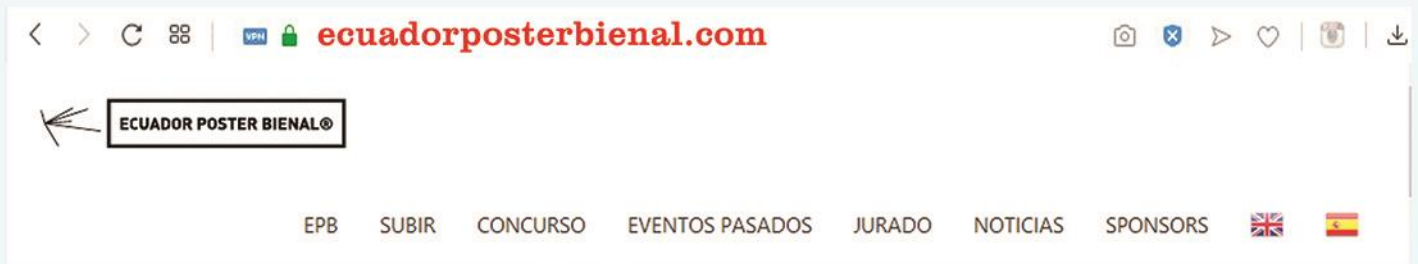 VPN ecuadorposterbienal.com
ECUADOR POSTER BIENAL®
EPB SUBIR CONCURSO EVENTOS PASADOS JURADO NOTICIAS SPONSORS